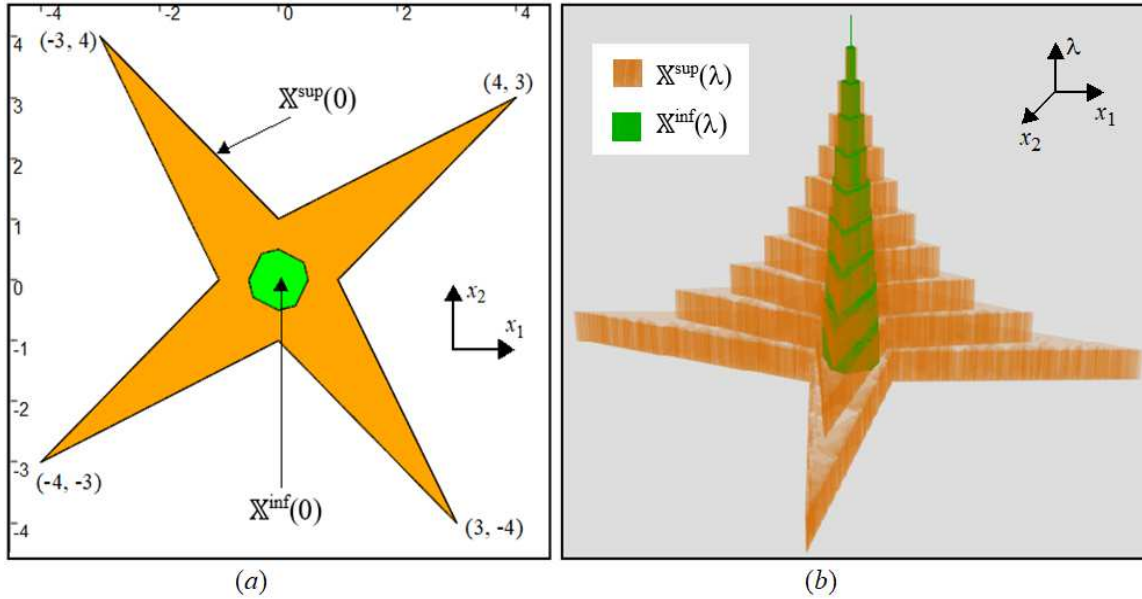 -4 -2 0 2 4
4
3
2
1
0
-1
-2
-3
-4
(-3, 4)
𝕏sup(0)
(4, 3)
x2
x1
(-4, -3)
𝕏inf(0)
(3, -4)
(a)
𝕏sup(λ)
𝕏inf(λ)
λ
x1
x2
(b)